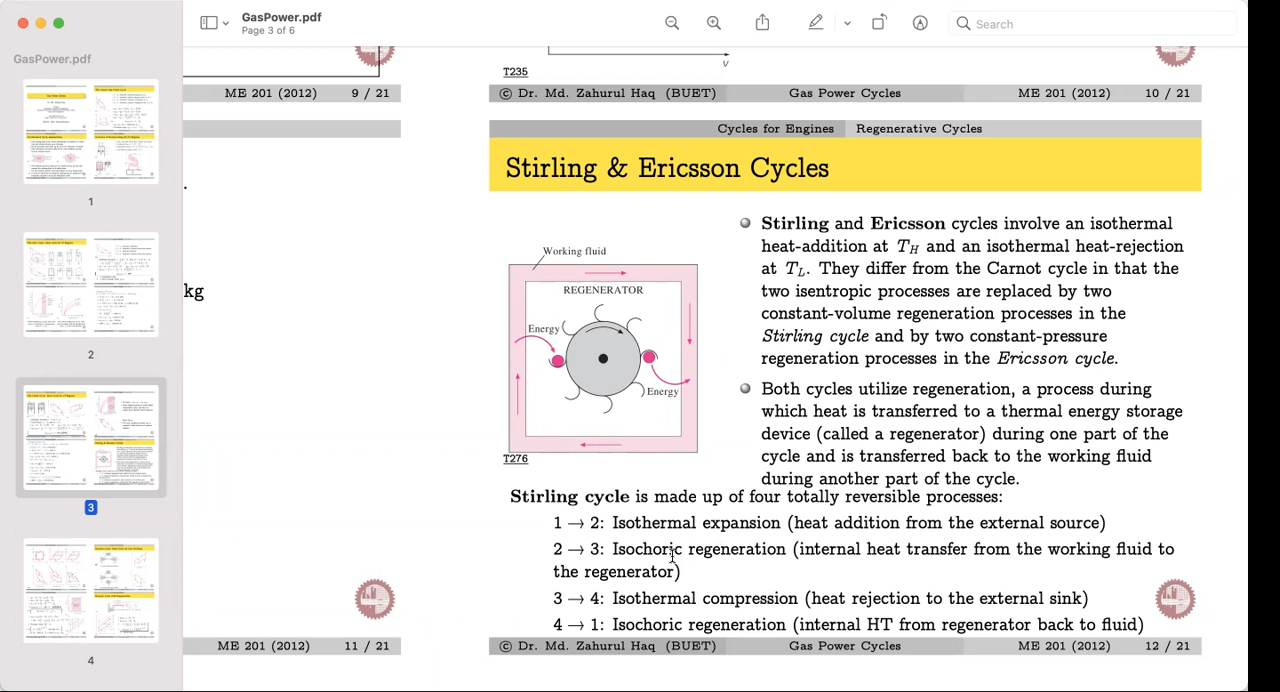 GasPower.pdf
Page 3 of 6
Search
GasPower.pdf
1
2
3
4
ME 201 (2012) 9 / 21
kg
ME 201 (2012) 11 / 21
v
T235
© Dr. Md. Zahurul Haq (BUET) Gas Power Cycles ME 201 (2012) 10 / 21
Cycles for Engines Regenerative Cycles
Stirling & Ericsson Cycles
Working fluid
REGENERATOR
Energy
Energy
T276
Stirling and Ericsson cycles involve an isothermal
heat-addition at T_H and an isothermal heat-rejection
at T_L. They differ from the Carnot cycle in that the
two isentropic processes are replaced by two
constant-volume regeneration processes in the
Stirling cycle and by two constant-pressure
regeneration processes in the Ericsson cycle.
Both cycles utilize regeneration, a process during
which heat is transferred to a thermal energy storage
device (called a regenerator) during one part of the
cycle and is transferred back to the working fluid
during another part of the cycle.
Stirling cycle is made up of four totally reversible processes:
1 → 2: Isothermal expansion (heat addition from the external source)
2 → 3: Isochoric regeneration (internal heat transfer from the working fluid to
the regenerator)
3 → 4: Isothermal compression (heat rejection to the external sink)
4 → 1: Isochoric regeneration (internal HT from regenerator back to fluid)
© Dr. Md. Zahurul Haq (BUET) Gas Power Cycles ME 201 (2012) 12 / 21